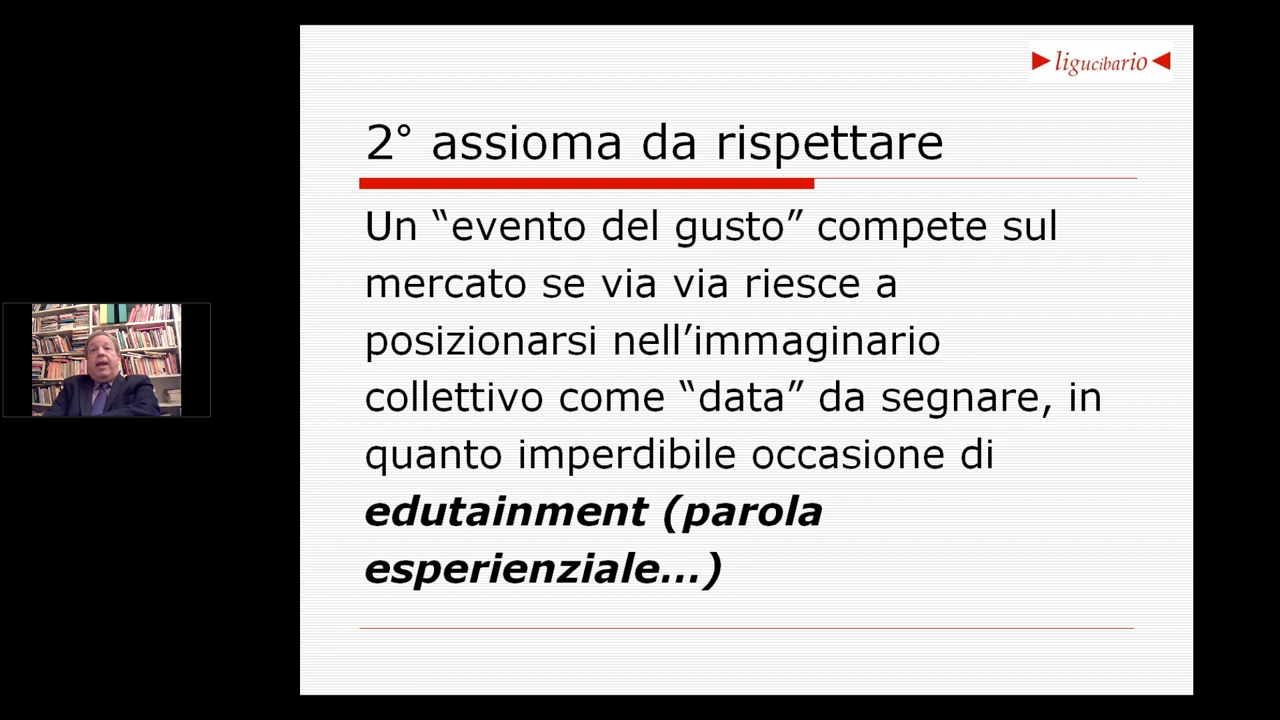 ligucibario
2° assioma da rispettare
Un “evento del gusto” compete sul
mercato se via via riesce a
posizionarsi nell’immaginario
collettivo come “data” da segnare, in
quanto imperdibile occasione di
edutainment (parola
esperienziale…)